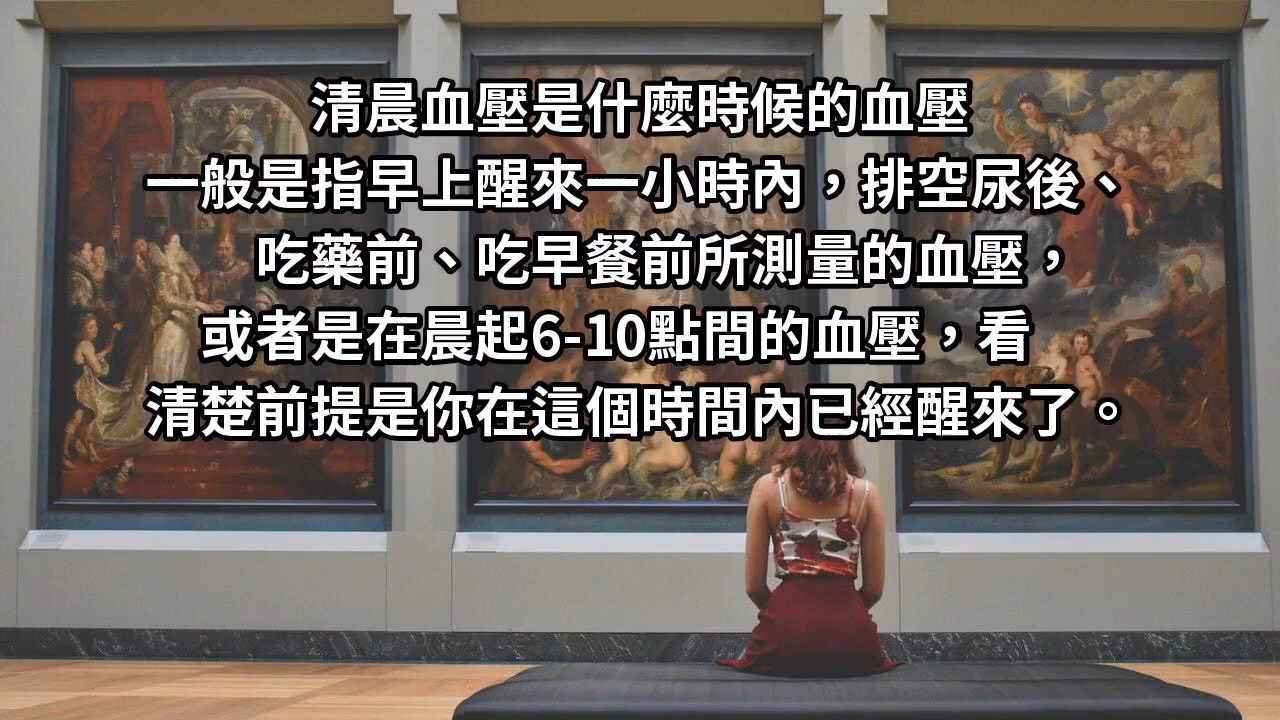 清晨血壓是什麼時候的血壓
一般是指早上醒來一小時內，排空尿後、
吃藥前、吃早餐前所測量的血壓，
或者是在晨起6-10點間的血壓，看
清楚前提是你在這個時間內已經醒來了。